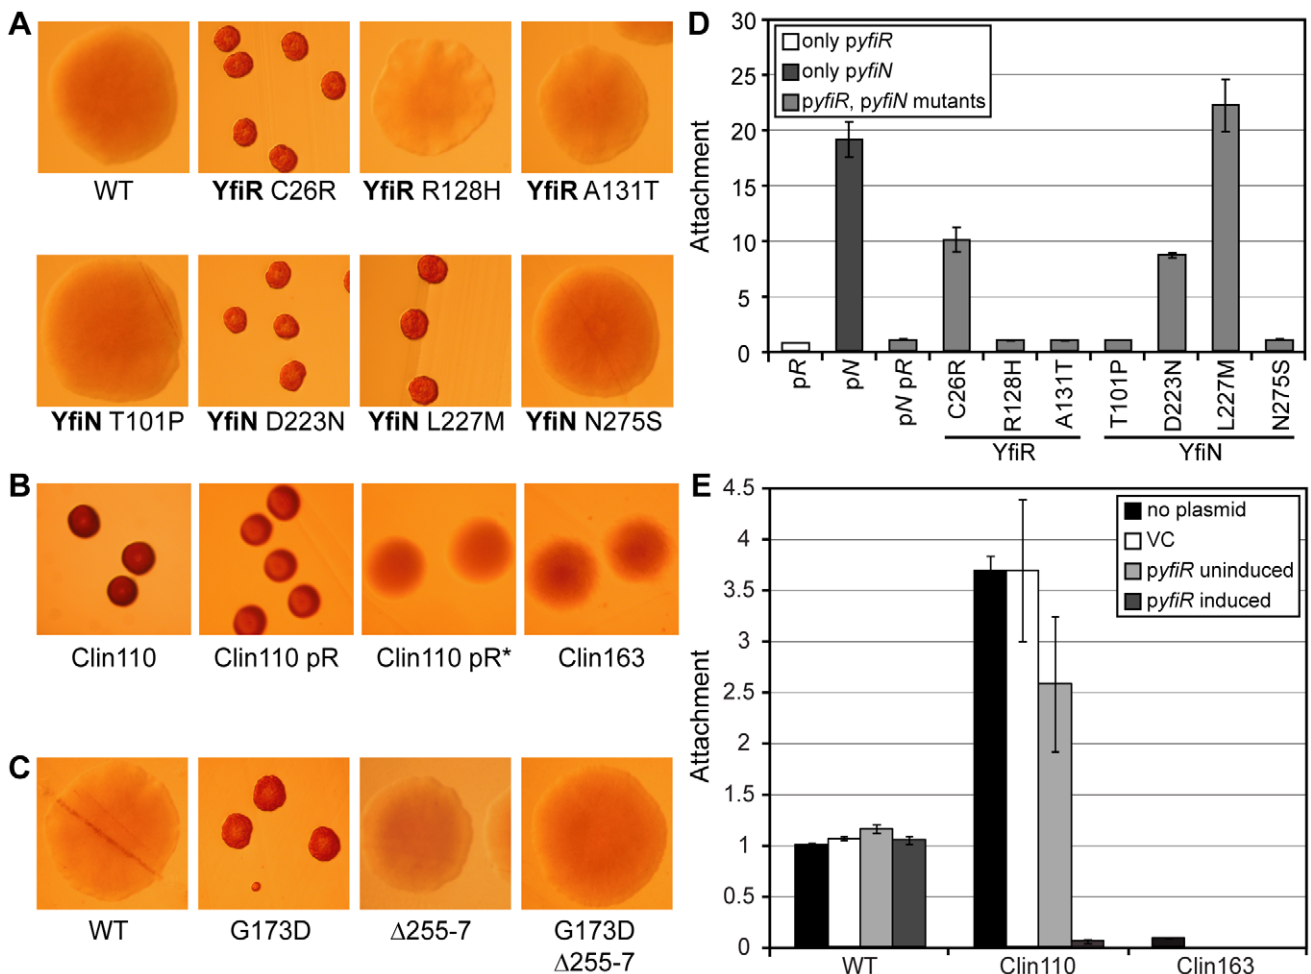 A
WT
YfiR C26R
YfiR R128H
YfiR A131T
YfiN T101P
YfiN D223N
YfiN L227M
YfiN N275S
B
Clin110
Clin110 pR
Clin110 pR*
Clin163
C
WT
G173D
Δ255-7
G173D
Δ255-7
D
Attachment
30
25
20
15
10
5
0
only pyfiR
only pyfiN
pyfiR, pyfiN mutants
pR
pN
pN pR
C26R
R128H
A131T
T101P
D223N
L227M
N275S
YfiR
YfiN
E
Attachment
4.5
4
3.5
3
2.5
2
1.5
1
0.5
0
no plasmid
VC
pyfiR uninduced
pyfiR induced
WT
Clin110
Clin163